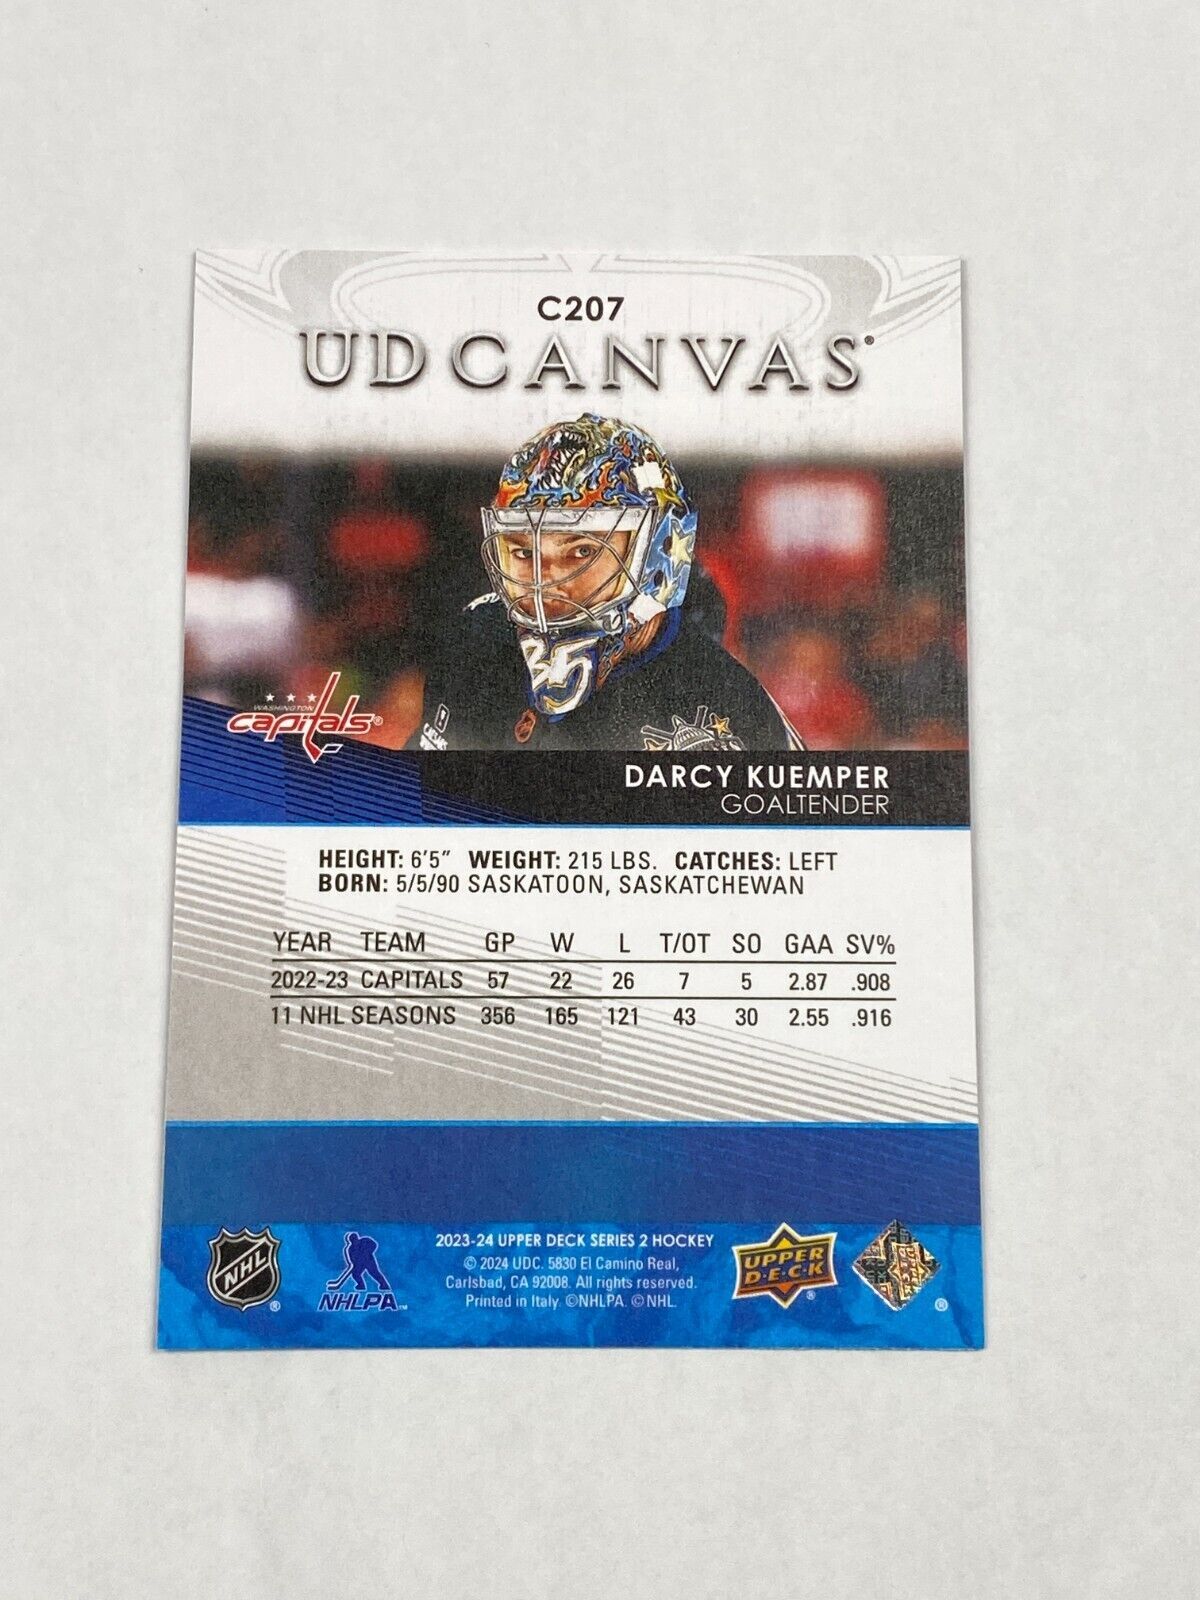 C207
UD CANVAS®
35
WASHINGTON
capitals®
DARCY KUEMPER
GOALTENDER
HEIGHT: 6'5" WEIGHT: 215 LBS. CATCHES: LEFT
BORN: 5/5/90 SASKATOON, SASKATCHEWAN
YEAR TEAM GP W L T/OT SO GAA SV%
2022-23 CAPITALS 57 22 26 7 5 2.87 .908
11 NHL SEASONS 356 165 121 43 30 2.55 .916
NHL ®
NHLPA™
2023-24 UPPER DECK SERIES 2 HOCKEY
© 2024 UDC. 5830 El Camino Real,
Carlsbad, CA 92008. All rights reserved.
Printed in Italy. ©NHLPA. ©NHL.
UPPER
DECK ®
®